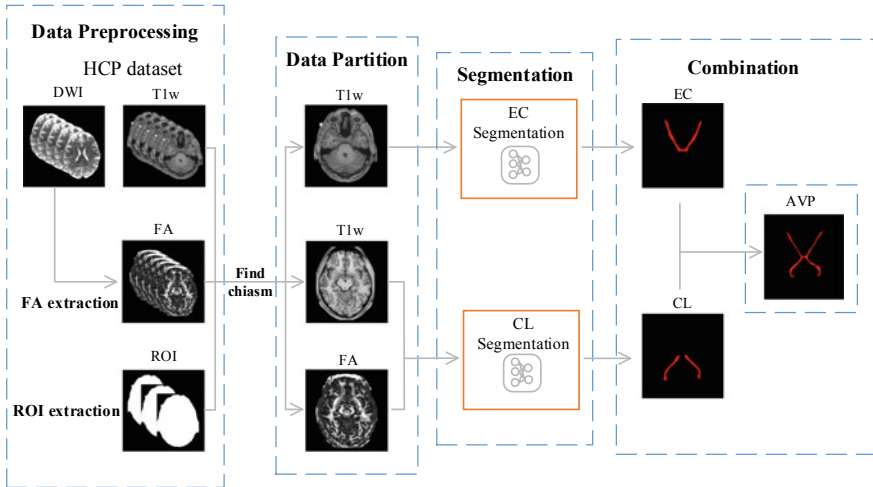 Data Preprocessing
HCP dataset
DWI
T1w
FA
FA extraction
ROI
ROI extraction
Find
chiasm
Data Partition
T1w
T1w
FA
Segmentation
EC
Segmentation
CL
Segmentation
Combination
EC
CL
AVP